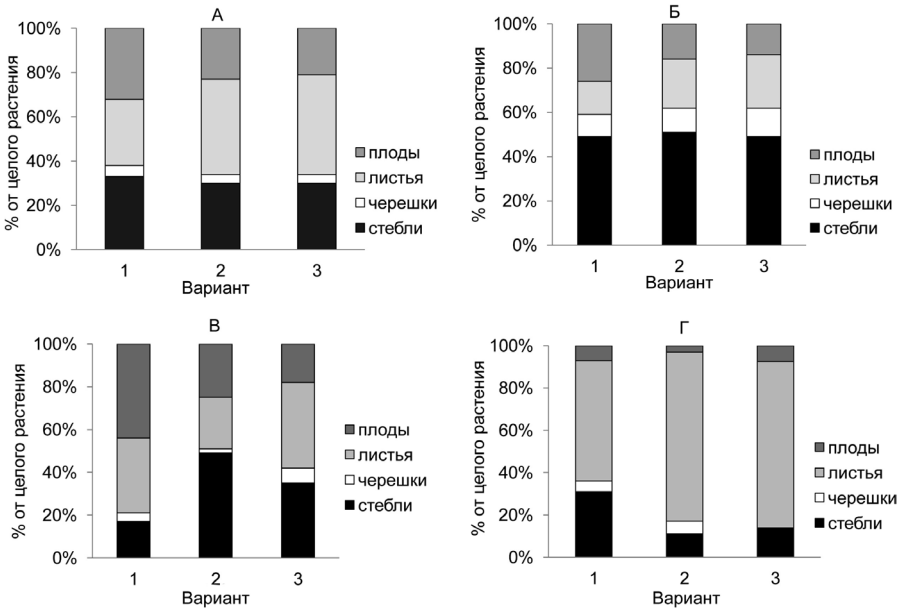 А
100%
80%
60%
40%
20%
0%
% от целого растения
1 2 3
Вариант
плоды
листья
черешки
стебли
Б
100%
80%
60%
40%
20%
0%
% от целого растения
1 2 3
Вариант
плоды
листья
черешки
стебли
В
100%
80%
60%
40%
20%
0%
% от целого растения
1 2 3
Вариант
плоды
листья
черешки
стебли
Г
100%
80%
60%
40%
20%
0%
% от целого растения
1 2 3
Вариант
плоды
листья
черешки
стебли